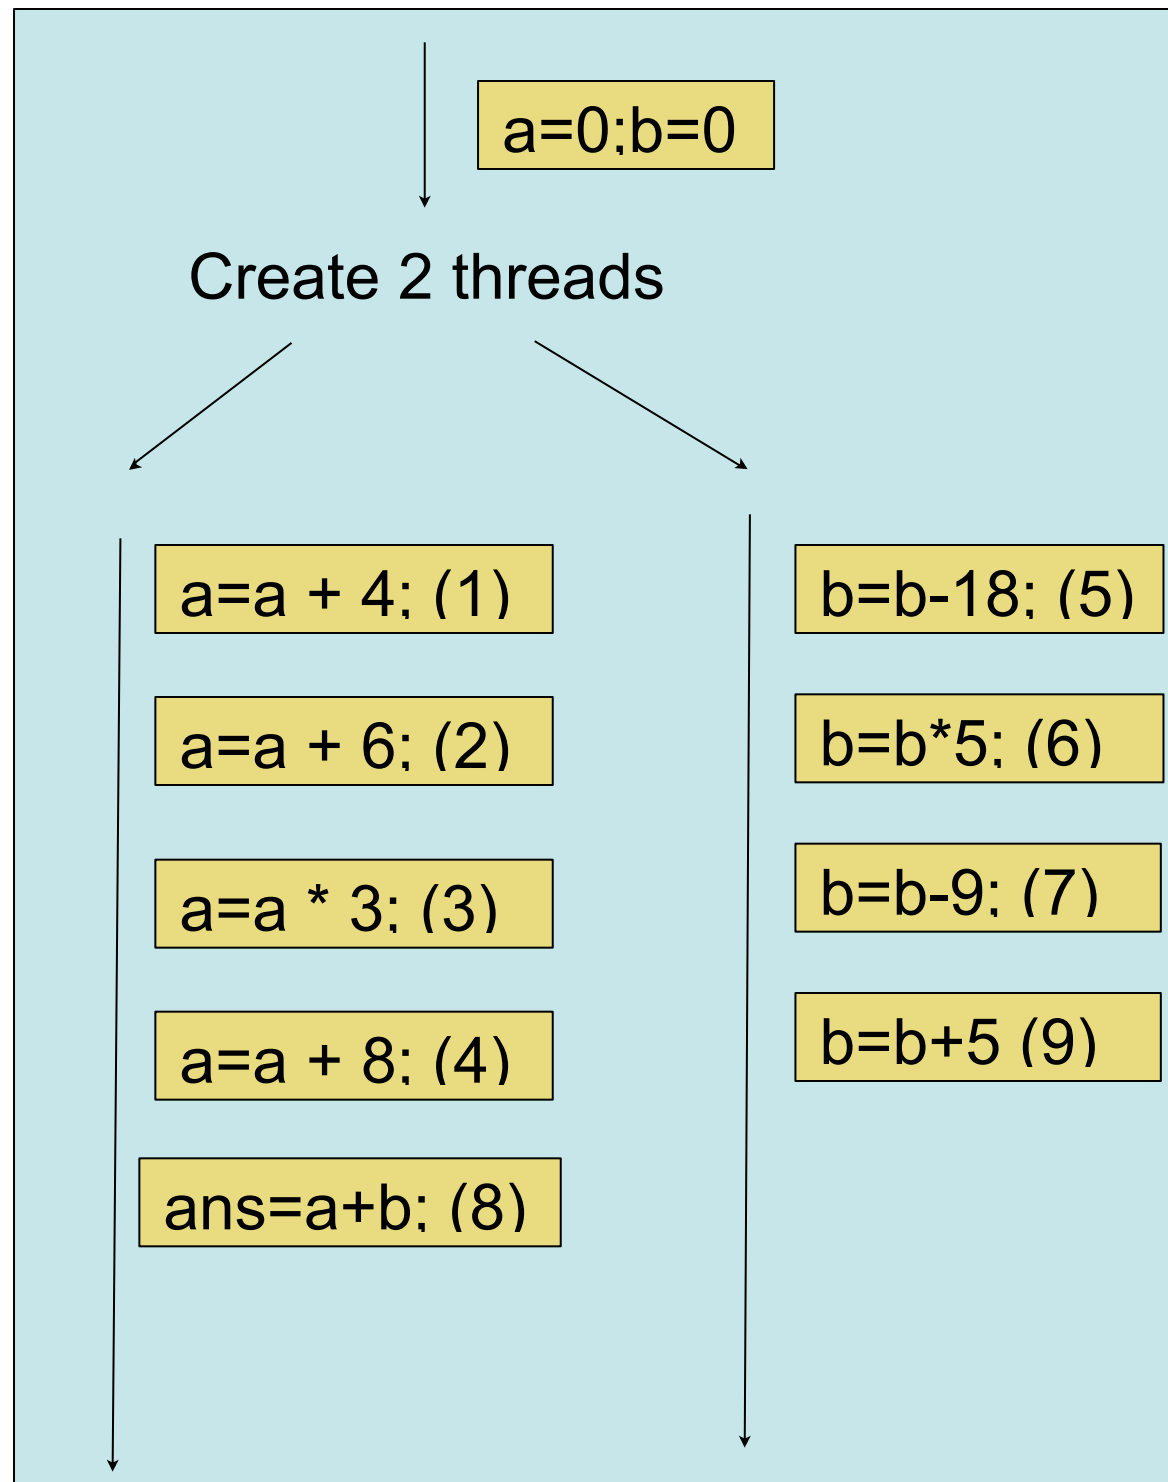 a=0;b=0
Create 2 threads
a=a + 4; (1)
a=a + 6; (2)
a=a * 3; (3)
a=a + 8; (4)
ans=a+b; (8)
b=b-18; (5)
b=b*5; (6)
b=b-9; (7)
b=b+5 (9)